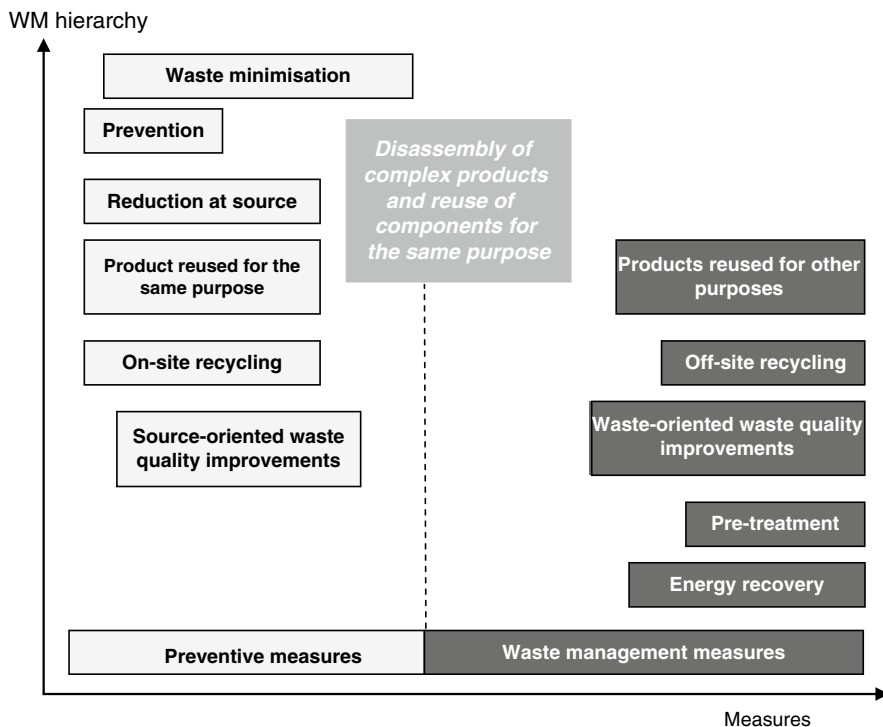 WM hierarchy
Waste minimisation
Prevention
Disassembly of
complex products
and reuse of
components for
the same purpose
Reduction at source
Product reused for the
same purpose
Products reused for other
purposes
On-site recycling
Off-site recycling
Source-oriented waste
quality improvements
Waste-oriented waste quality
improvements
Pre-treatment
Energy recovery
Preventive measures
Waste management measures
Measures